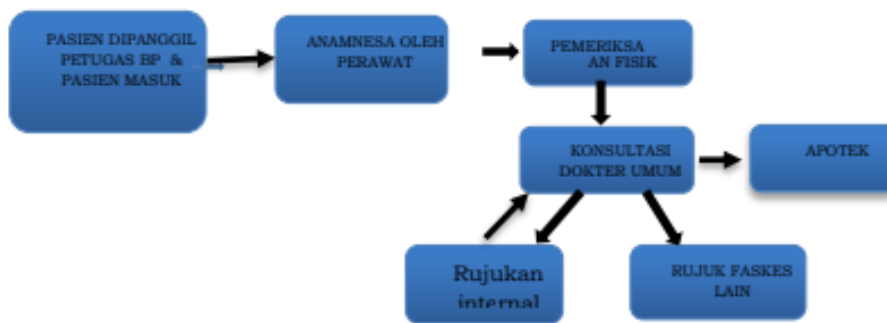 PASIEN DIPANGGIL
PETUGAS BP &
PASIEN MASUK
ANAMNESA OLEH
PERAWAT
PEMERIKSA
AN FISIK
KONSULTASI
DOKTER UMUM
APOTEK
Rujukan
internal
RUJUK FASKES
LAIN